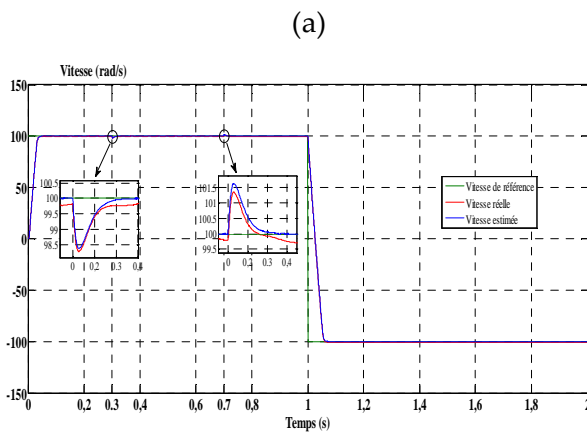 (a)
Vitesse (rad/s)
150
100
50
0
-50
-100
-150
100.5
100
99.5
99
98.5
0 0.2 0.3 0.4
101.5
101
100.5
100
99.5
0 0.1 0.2 0.3 0.4
Vitesse de référence
Vitesse réelle
Vitesse estimée
0 0,2 0.3 0,4 0,6 0.7 0,8 1 1,2 1,4 1,6 1,8 2
Temps (s)